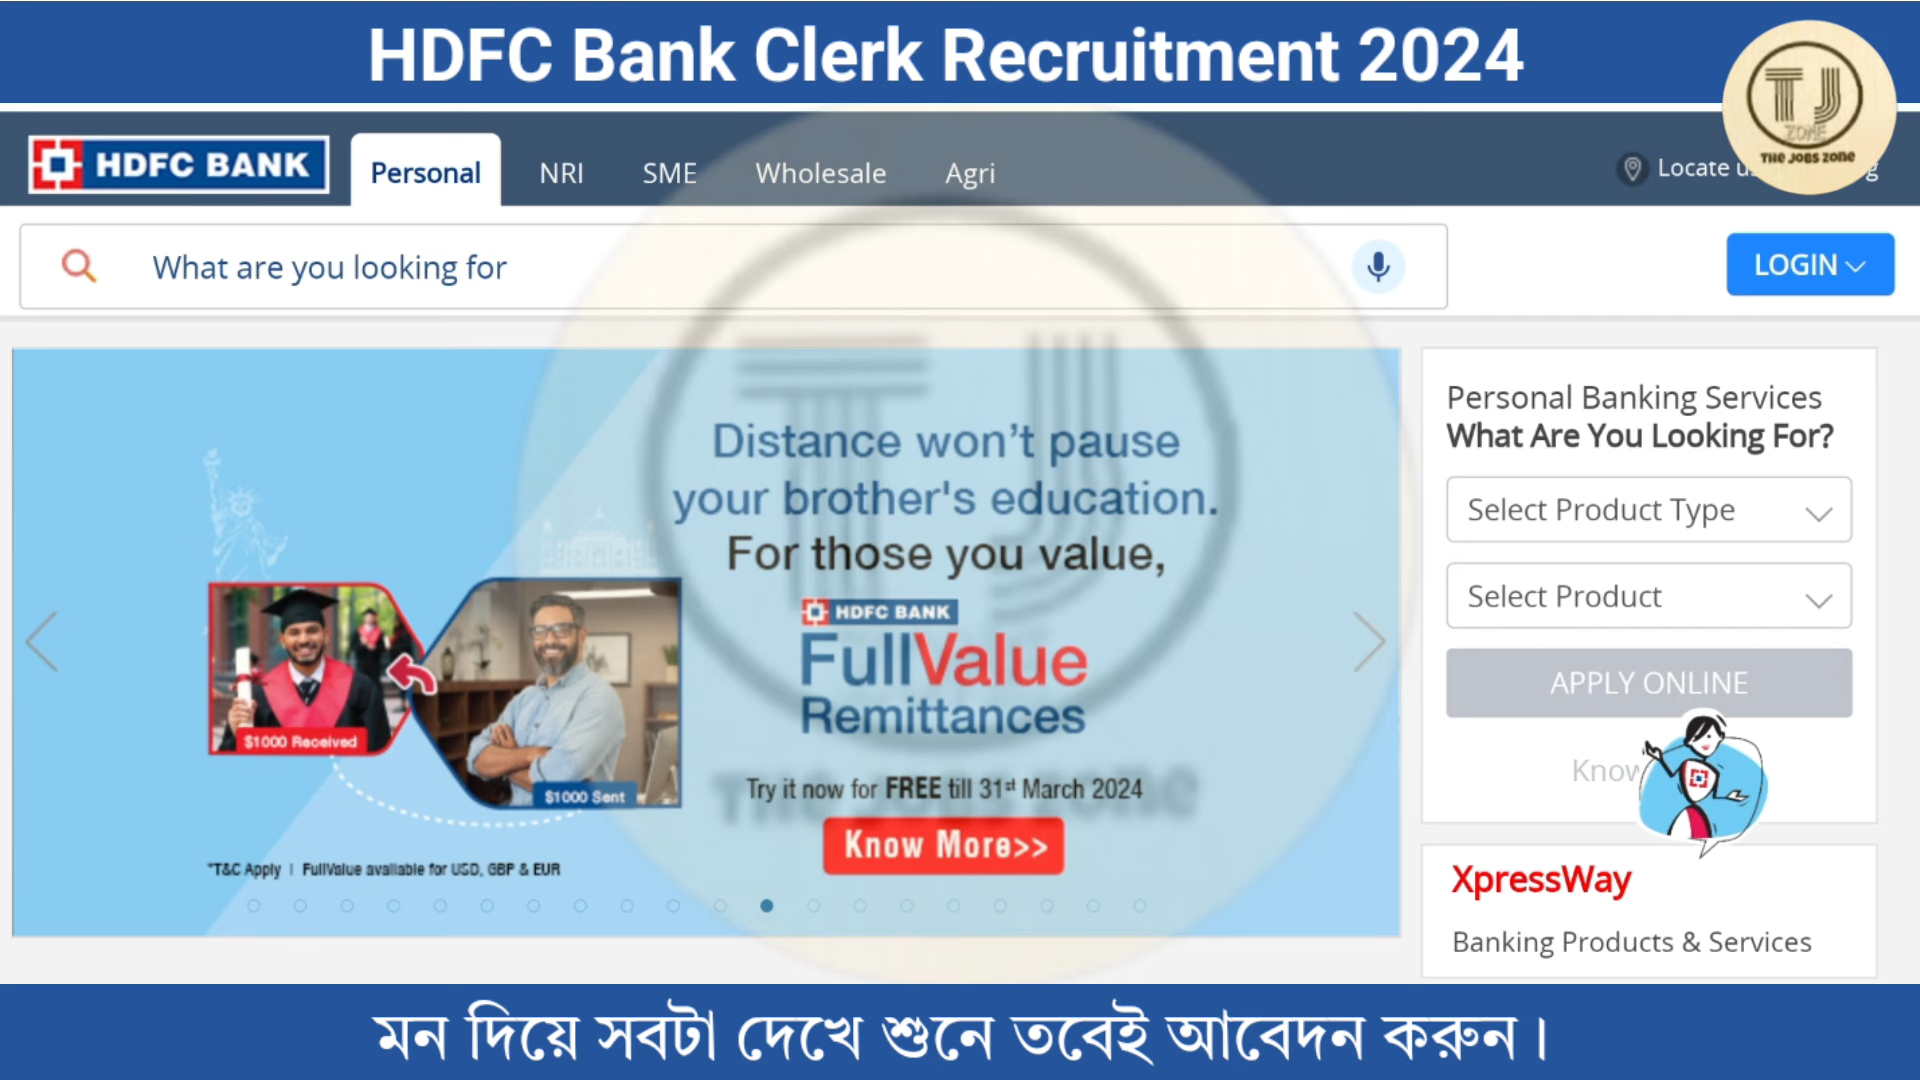 HDFC Bank Clerk Recruitment 2024
TJ
ZONE
THE JOBS ZONE
HDFC BANK
Personal
NRI
SME
Wholesale
Agri
Locate
What are you looking for
LOGIN
Distance won't pause
your brother's education.
For those you value,
HDFC BANK
FullValue
Remittances
Try it now for FREE till 31st March 2024
Know More>>
$1000 Received
$1000 Sent
*T&C Apply | FullValue available for USD, GBP & EUR
Personal Banking Services
What Are You Looking For?
Select Product Type
Select Product
APPLY ONLINE
Know
XpressWay
Banking Products & Services
মন দিয়ে সবটা দেখে শুনে তবেই আবেদন করুন।